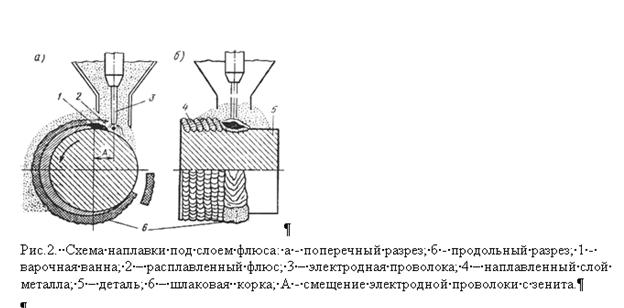 а) б)
1 2 3 4 5
А
6
¶
Рис.2.··Схема·наплавки·под·слоем·флюса:·а·-·поперечный·разрез;·б·-·продольный·разрез;·1·-·
варочная·ванна;·2·—·расплавленный·флюс;·3·—·электродная·проволока;·4·—·наплавленный·слой·
металла;·5·—·деталь;·6·—·шлаковая··корка;·А·-·смещение·электродной·проволоки·с·зенита.¶
¶